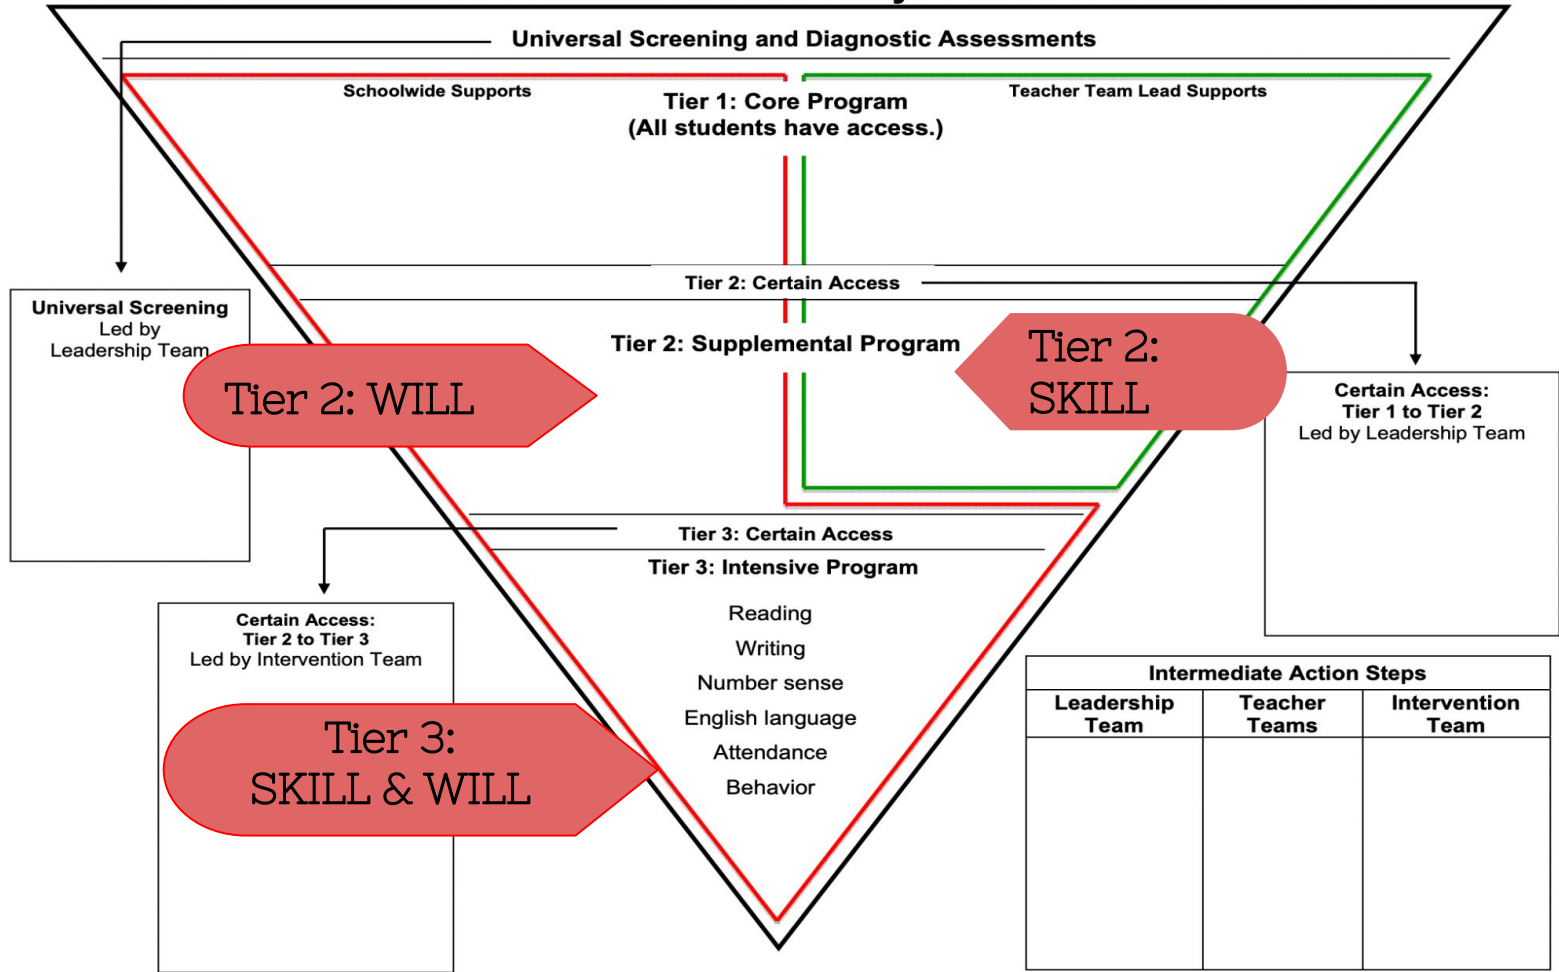 Universal Screening and Diagnostic Assessments
Schoolwide Supports
Teacher Team Lead Supports
Tier 1: Core Program
(All students have access.)
Tier 2: Certain Access
Universal Screening
Led by
Leadership Team
Tier 2: Supplemental Program
Tier 2: WILL
Tier 2:
SKILL
Certain Access:
Tier 1 to Tier 2
Led by Leadership Team
Tier 3: Certain Access
Tier 3: Intensive Program
Reading
Writing
Number sense
English language
Attendance
Behavior
Certain Access:
Tier 2 to Tier 3
Led by Intervention Team
Tier 3:
SKILL & WILL
Intermediate Action Steps
Leadership
Team
Teacher
Teams
Intervention
Team